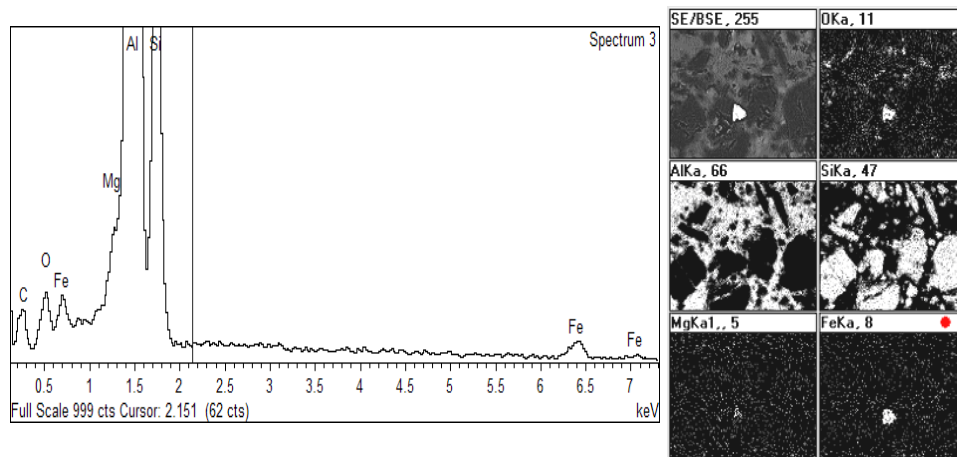 Spectrum 3
Al
Si
Mg
O
Fe
C
Fe
Fe
0.5 1 1.5 2 2.5 3 3.5 4 4.5 5 5.5 6 6.5 7
Full Scale 999 cts Cursor: 2.151 (62 cts)
keV
SE/BSE, 255
OKa, 11
AlKa, 66
SiKa, 47
MgKa1,, 5
FeKa, 8